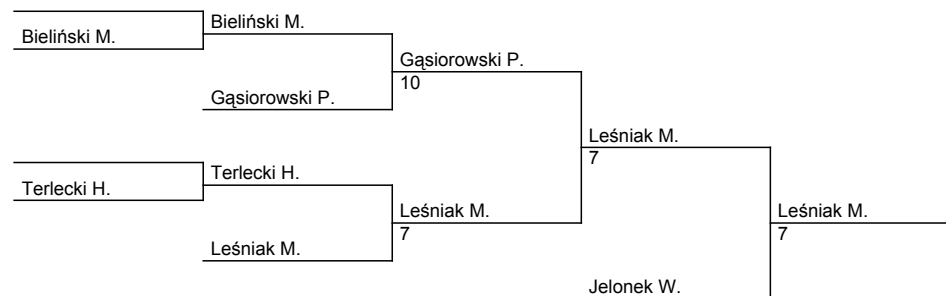 Bieliński M.
Bieliński M.
Gąsiorowski P.
10
Gąsiorowski P.
Leśniak M.
7
Terlecki H.
Terlecki H.
Leśniak M.
7
Leśniak M.
7
Leśniak M.
Jelonek W.